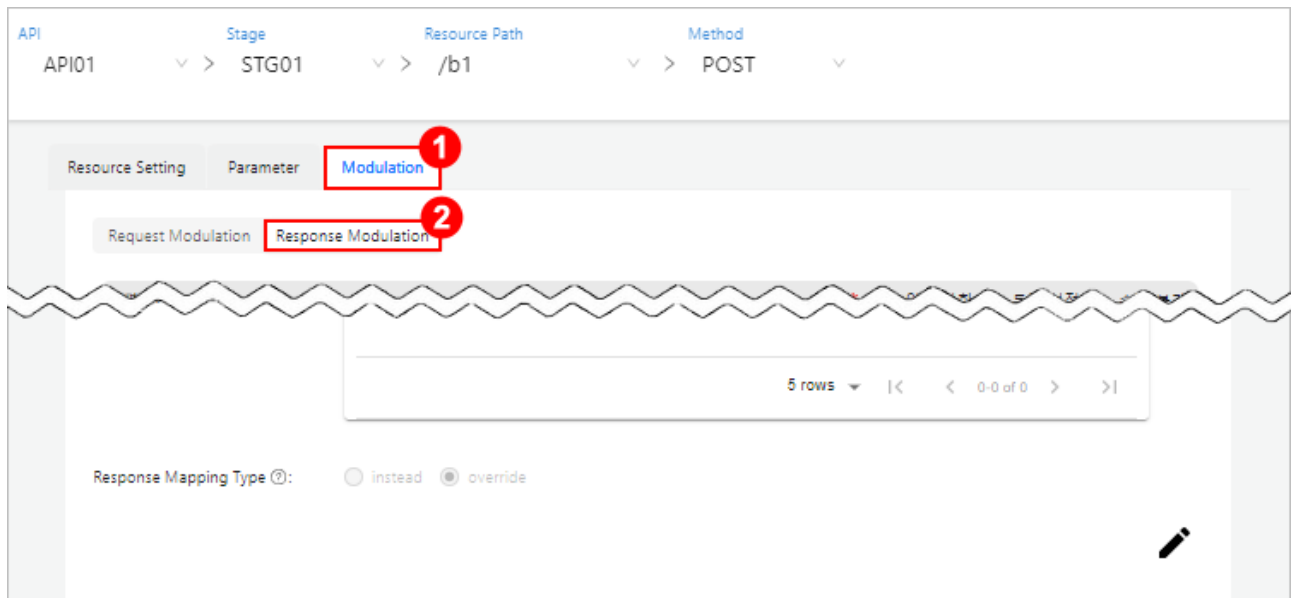 API Stage Resource Path Method
API01 > STG01 > /b1 > POST
1
Resource Setting Parameter Modulation
2
Request Modulation Response Modulation
5 rows |< < 0-0 of 0 > >|
Response Mapping Type ?: instead override